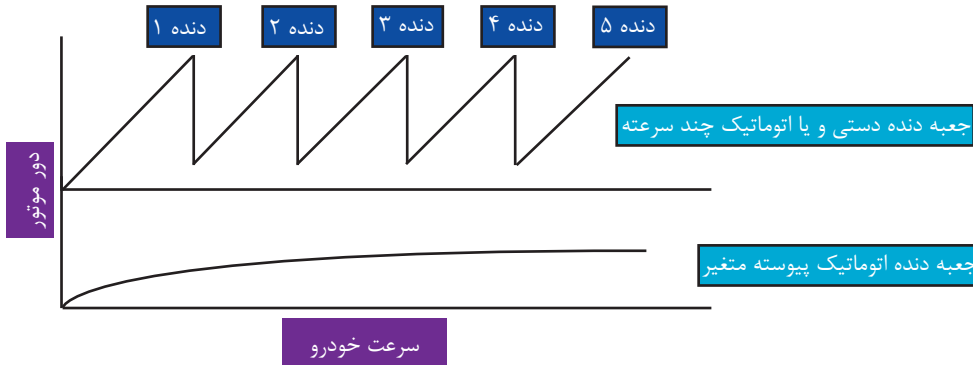 دنده ۱
دنده ۲
دنده ۳
دنده ۴
دنده ۵
جعبه دنده دستی و یا اتوماتیک چند سرعته
دور موتور
جعبه دنده اتوماتیک پیوسته متغیر
سرعت خودرو